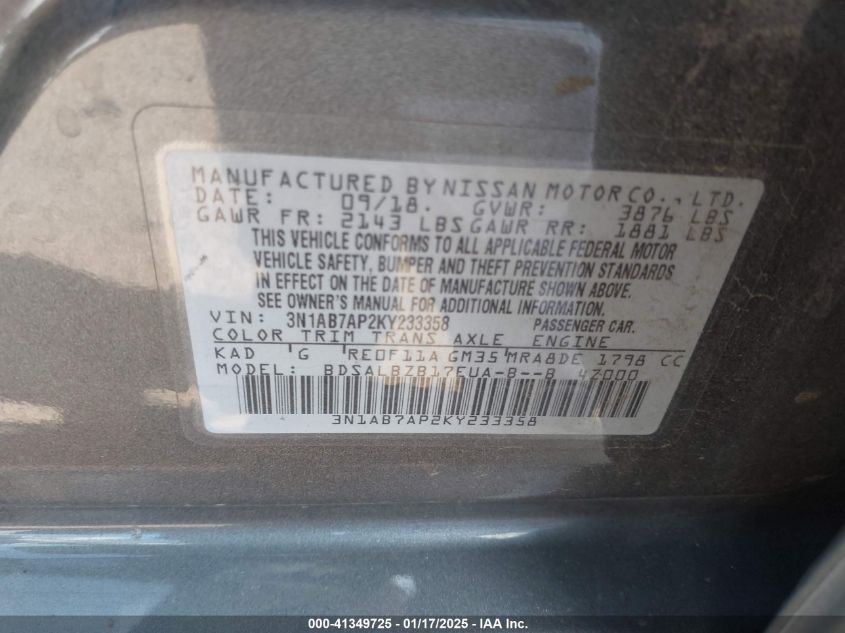 MANUFACTURED BY NISSAN MOTOR CO., LTD.
DATE: 09/18. GVWR: 3876 LBS
GAWR FR: 2143 LBS GAWR RR: 1881 LBS
THIS VEHICLE CONFORMS TO ALL APPLICABLE FEDERAL MOTOR
VEHICLE SAFETY, BUMPER AND THEFT PREVENTION STANDARDS
IN EFFECT ON THE DATE OF MANUFACTURE SHOWN ABOVE.
SEE OWNER'S MANUAL FOR ADDITIONAL INFORMATION.
VIN: 3N1AB7AP2KY233358 PASSENGER CAR.
COLOR TRIM TRANS AXLE ENGINE
KAD G RE0F11A GM35 MRA8DE 1798 CC
MODEL: BDSALBZB17EUA-B--B 4Z000
3N1AB7AP2KY233358
000-41349725 - 01/17/2025 - IAA Inc.